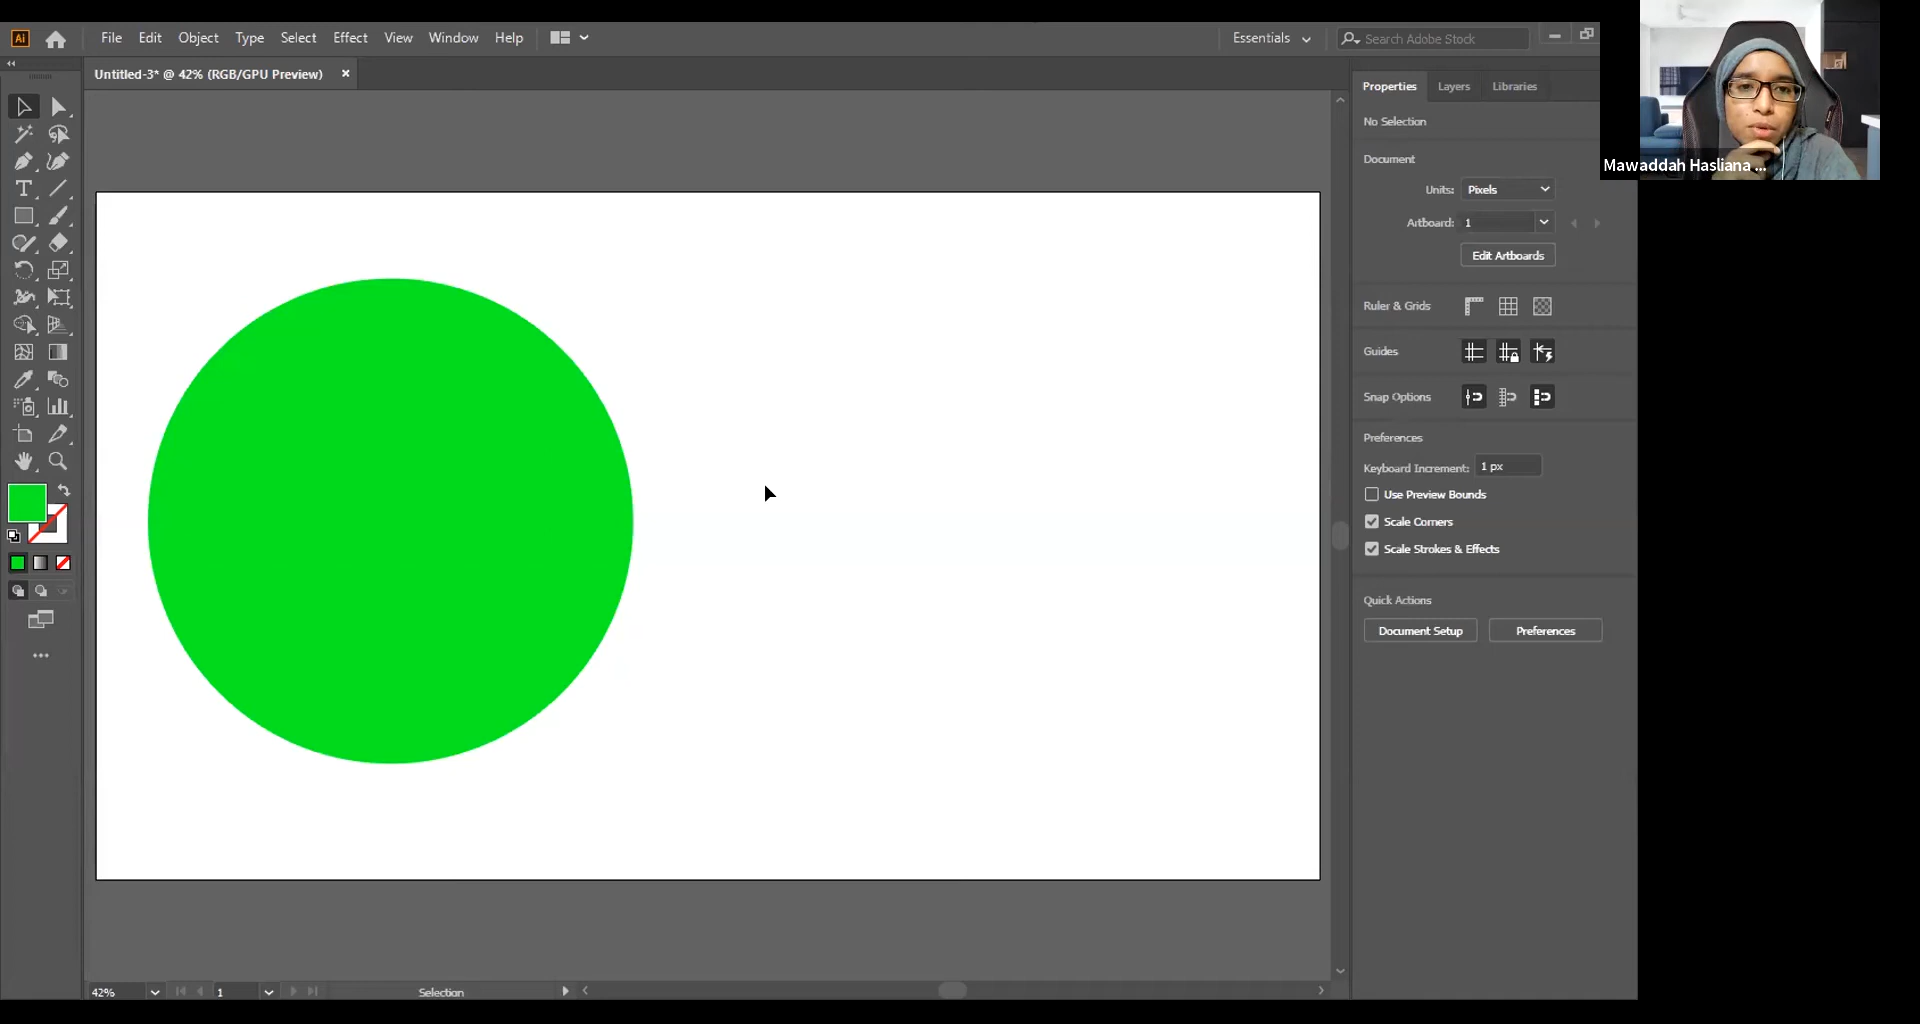 Ai File Edit Object Type Select Effect View Window Help Essentials Search Adobe Stock
Untitled-3* @ 42% (RGB/GPU Preview) ×
Properties Layers Libraries
No Selection
Document
Units: Pixels
Artboard: 1
Edit Artboards
Ruler & Grids
Guides
Snap Options
Preferences
Keyboard Increment: 1 px
Use Preview Bounds
Scale Corners
Scale Strokes & Effects
Quick Actions
Document Setup Preferences
Mawaddah Hasliana ...
T
42% 1 Selection